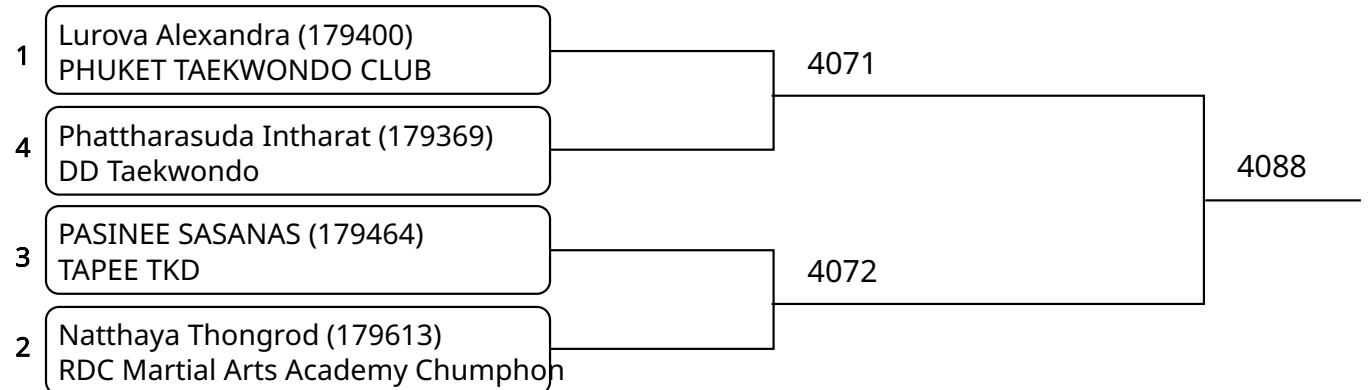 1
Lurova Alexandra (179400)
PHUKET TAEKWONDO CLUB
4
Phattharasuda Intharat (179369)
DD Taekwondo
3
PASINEE SASANAS (179464)
TAPEE TKD
2
Natthaya Thongrod (179613)
RDC Martial Arts Academy Chumphon
4071
4072
4088